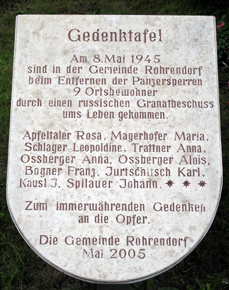 Gedenktafel
Am 8. Mai 1945
sind in der Gemeinde Rohrendorf
beim Entfernen der Panzersperren
9 Ortsbewohner
durch einen russischen Granatbeschuss
ums Leben gekommen.
Apfeltaler Rosa, Mayerhofer Maria,
Schlager Leopoldine, Trattner Anna,
Ossberger Anna, Ossberger Alois,
Bogner Franz, Jurtschitsch Karl,
Kausl J. Spilauer Johann. ✶ ✶ ✶
Zum immerwährenden Gedenken
an die Opfer.
Die Gemeinde Rohrendorf
Mai 2005